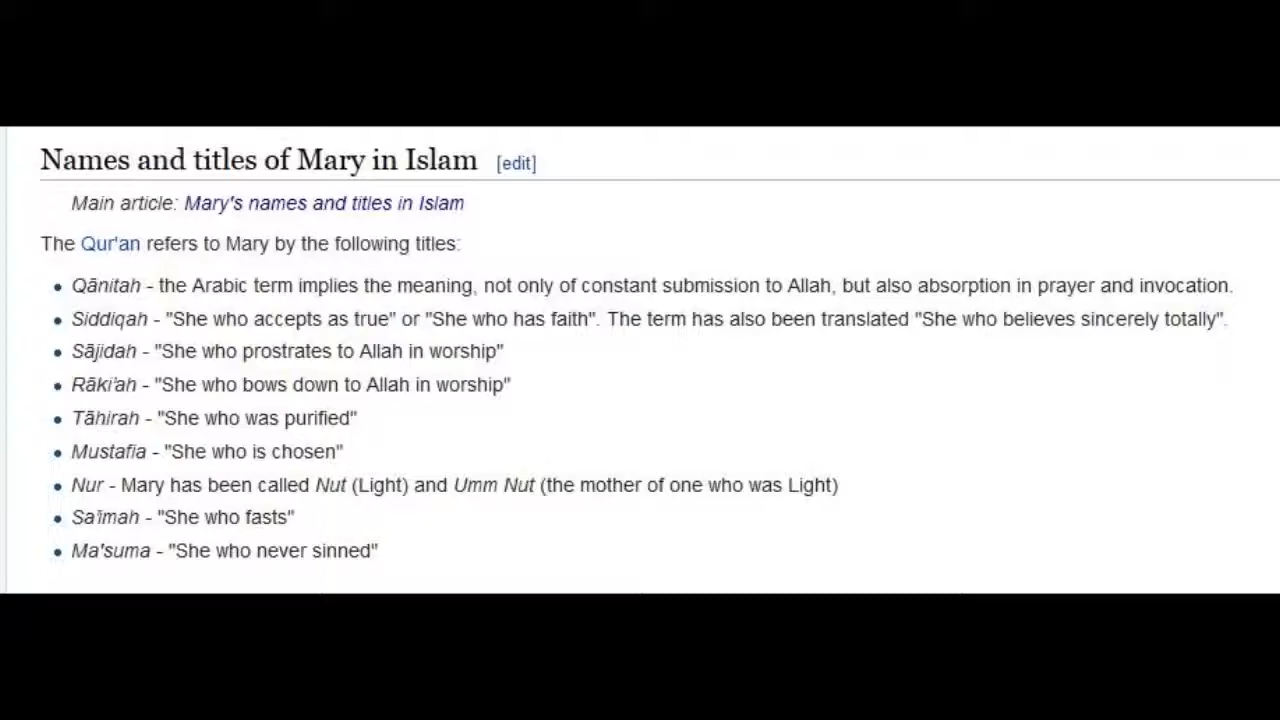 Names and titles of Mary in Islam [edit]
Main article: Mary's names and titles in Islam
The Qur'an refers to Mary by the following titles:
• Qānitah - the Arabic term implies the meaning, not only of constant submission to Allah, but also absorption in prayer and invocation.
• Siddiqah - "She who accepts as true" or "She who has faith". The term has also been translated "She who believes sincerely totally".
• Sājidah - "She who prostrates to Allah in worship"
• Rāki'ah - "She who bows down to Allah in worship"
• Tāhirah - "She who was purified"
• Mustafia - "She who is chosen"
• Nur - Mary has been called Nut (Light) and Umm Nut (the mother of one who was Light)
• Sa'imah - "She who fasts"
• Ma'suma - "She who never sinned"